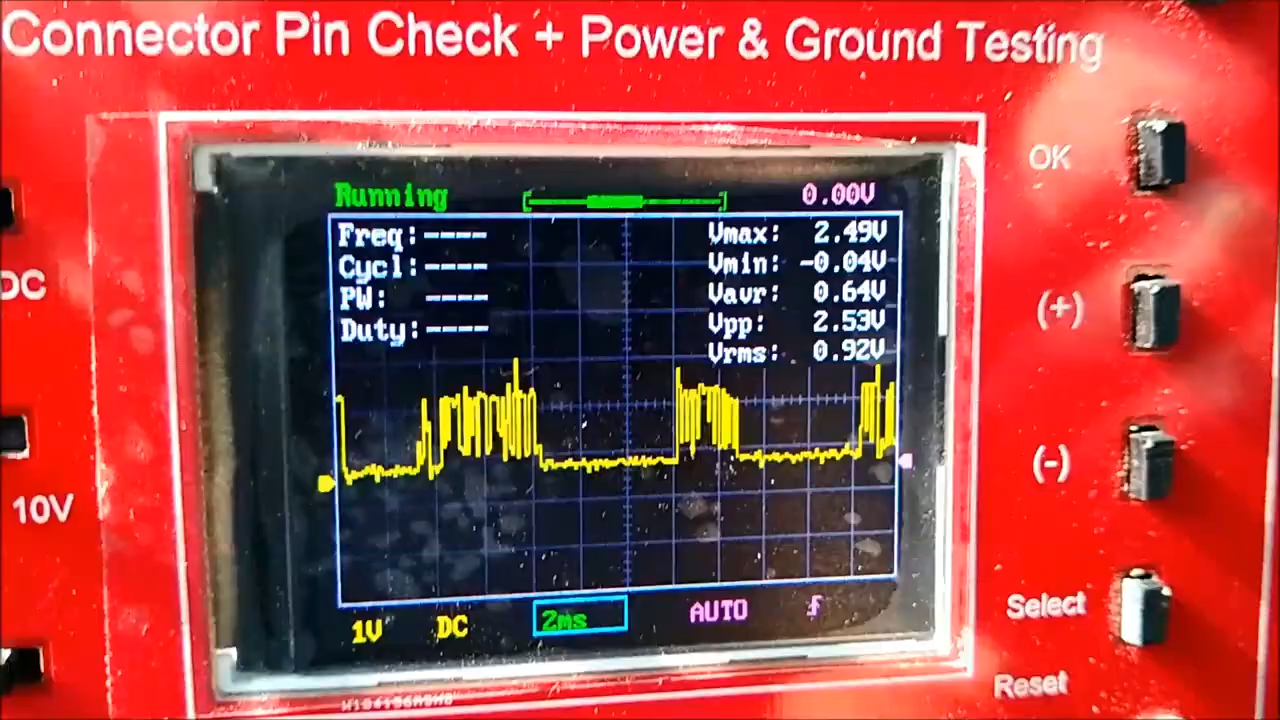 Connector Pin Check + Power & Ground Testing
OK
Running
0.00V
Freq:----
Vmax: 2.49V
Cycl:----
Vmin: -0.04V
DC
PW: ----
Vavr: 0.64V
(+)
Duty:----
Vpp: 2.53V
Vrms: 0.92V
(-)
10V
1V
DC
2ms
AUTO
Select
Reset